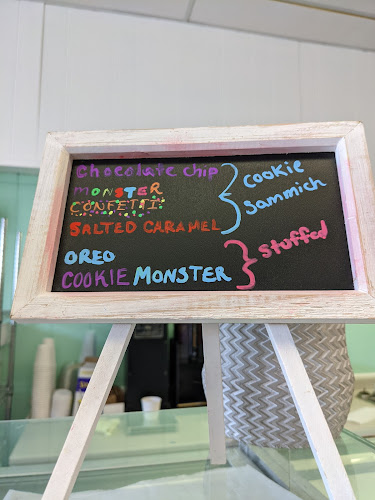 Chocolate chip
MONSTER
CONFETTI
SALTED CARAMEL
Cookie
Sammich
OREO
COOKIE MONSTER
Stuffed